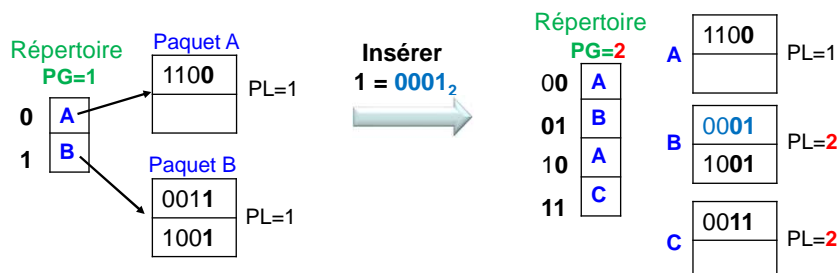 Répertoire
PG=1
0 A
1 B
Paquet A
1100
PL=1
Paquet B
0011
1001
PL=1
Insérer
1 = 0001₂
Répertoire
PG=2
00 A
01 B
10 A
11 C
A
1100
PL=1
B
0001
1001
PL=2
C
0011
PL=2